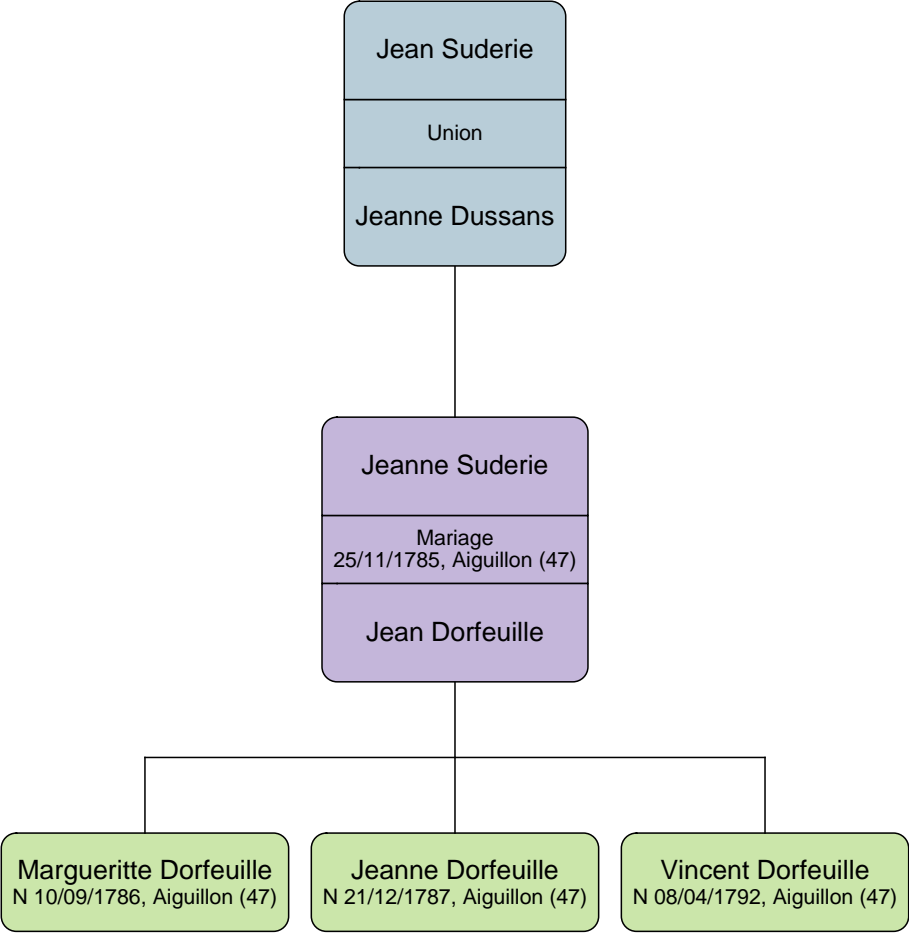 Jean Suderie
Union
Jeanne Dussans
Jeanne Suderie
Mariage
25/11/1785, Aiguillon (47)
Jean Dorfeuille
Margueritte Dorfeuille
N 10/09/1786, Aiguillon (47)
Jeanne Dorfeuille
N 21/12/1787, Aiguillon (47)
Vincent Dorfeuille
N 08/04/1792, Aiguillon (47)